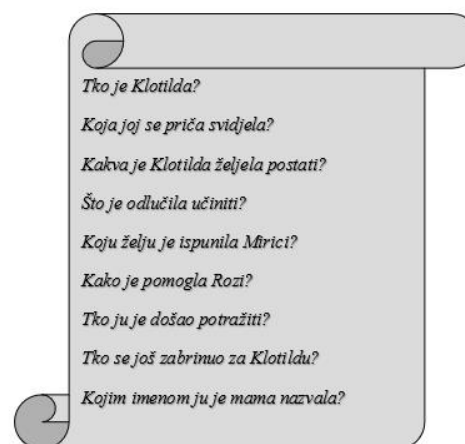 Tko je Klotilda?
Koja joj se priča svidjela?
Kakva je Klotilda željela postati?
Što je odlučila učiniti?
Koju želju je ispunila Mirici?
Kako je pomogla Rozi?
Tko ju je došao potražiti?
Tko se još zabrinuo za Klotildu?
Kojim imenom ju je mama nazvala?